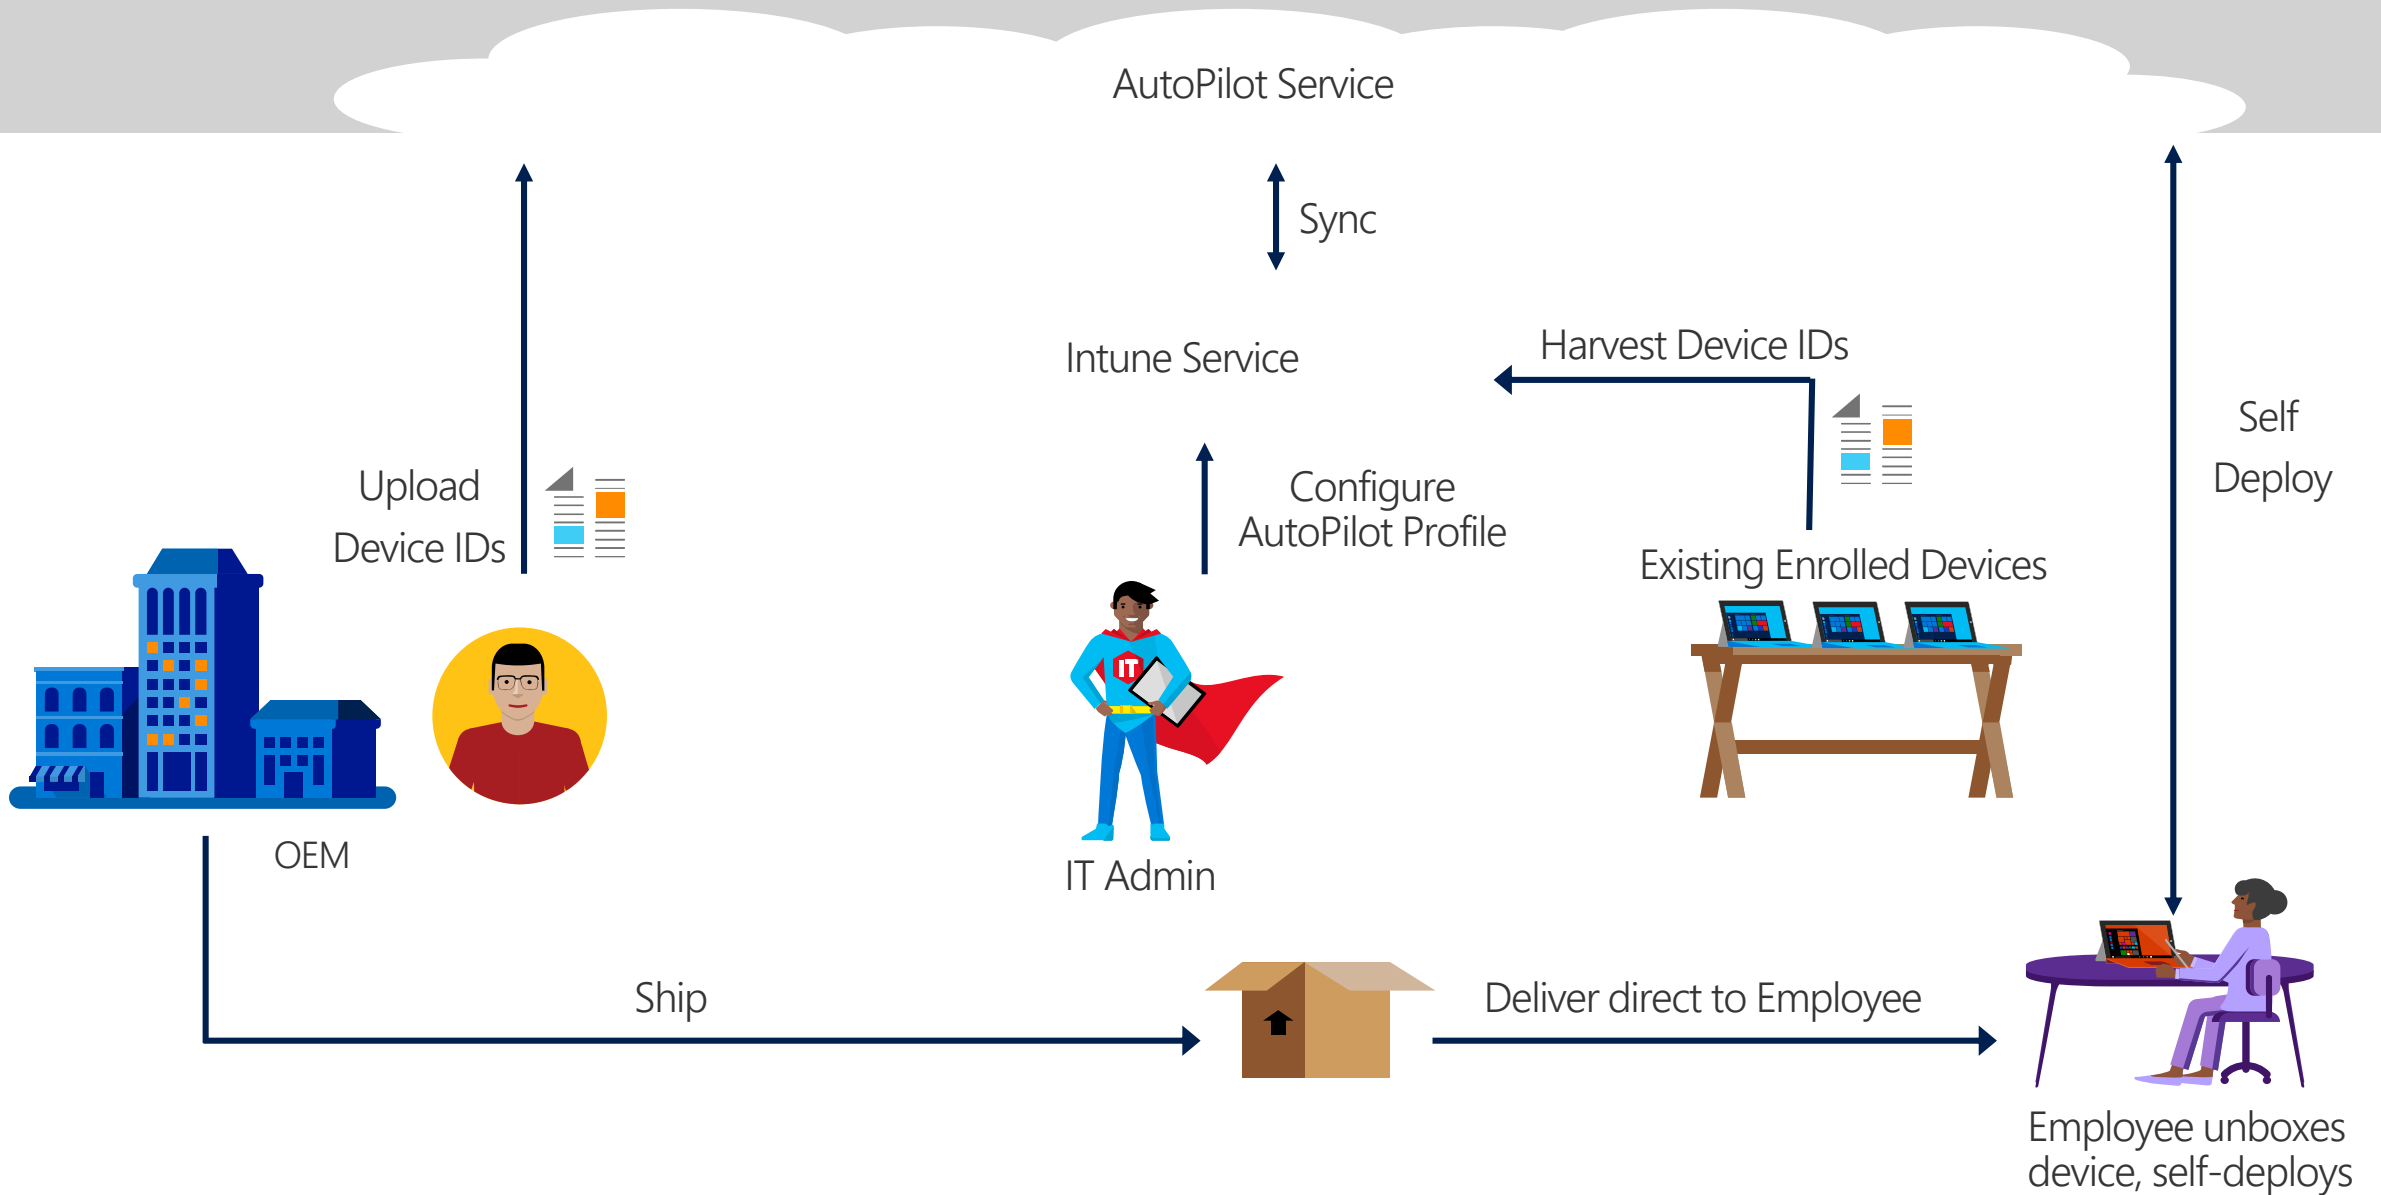 AutoPilot Service
Sync
Intune Service
Harvest Device IDs
Self
Deploy
Upload
Device IDs
Configure
AutoPilot Profile
Existing Enrolled Devices
IT
OEM
IT Admin
Ship
Deliver direct to Employee
Employee unboxes
device, self-deploys